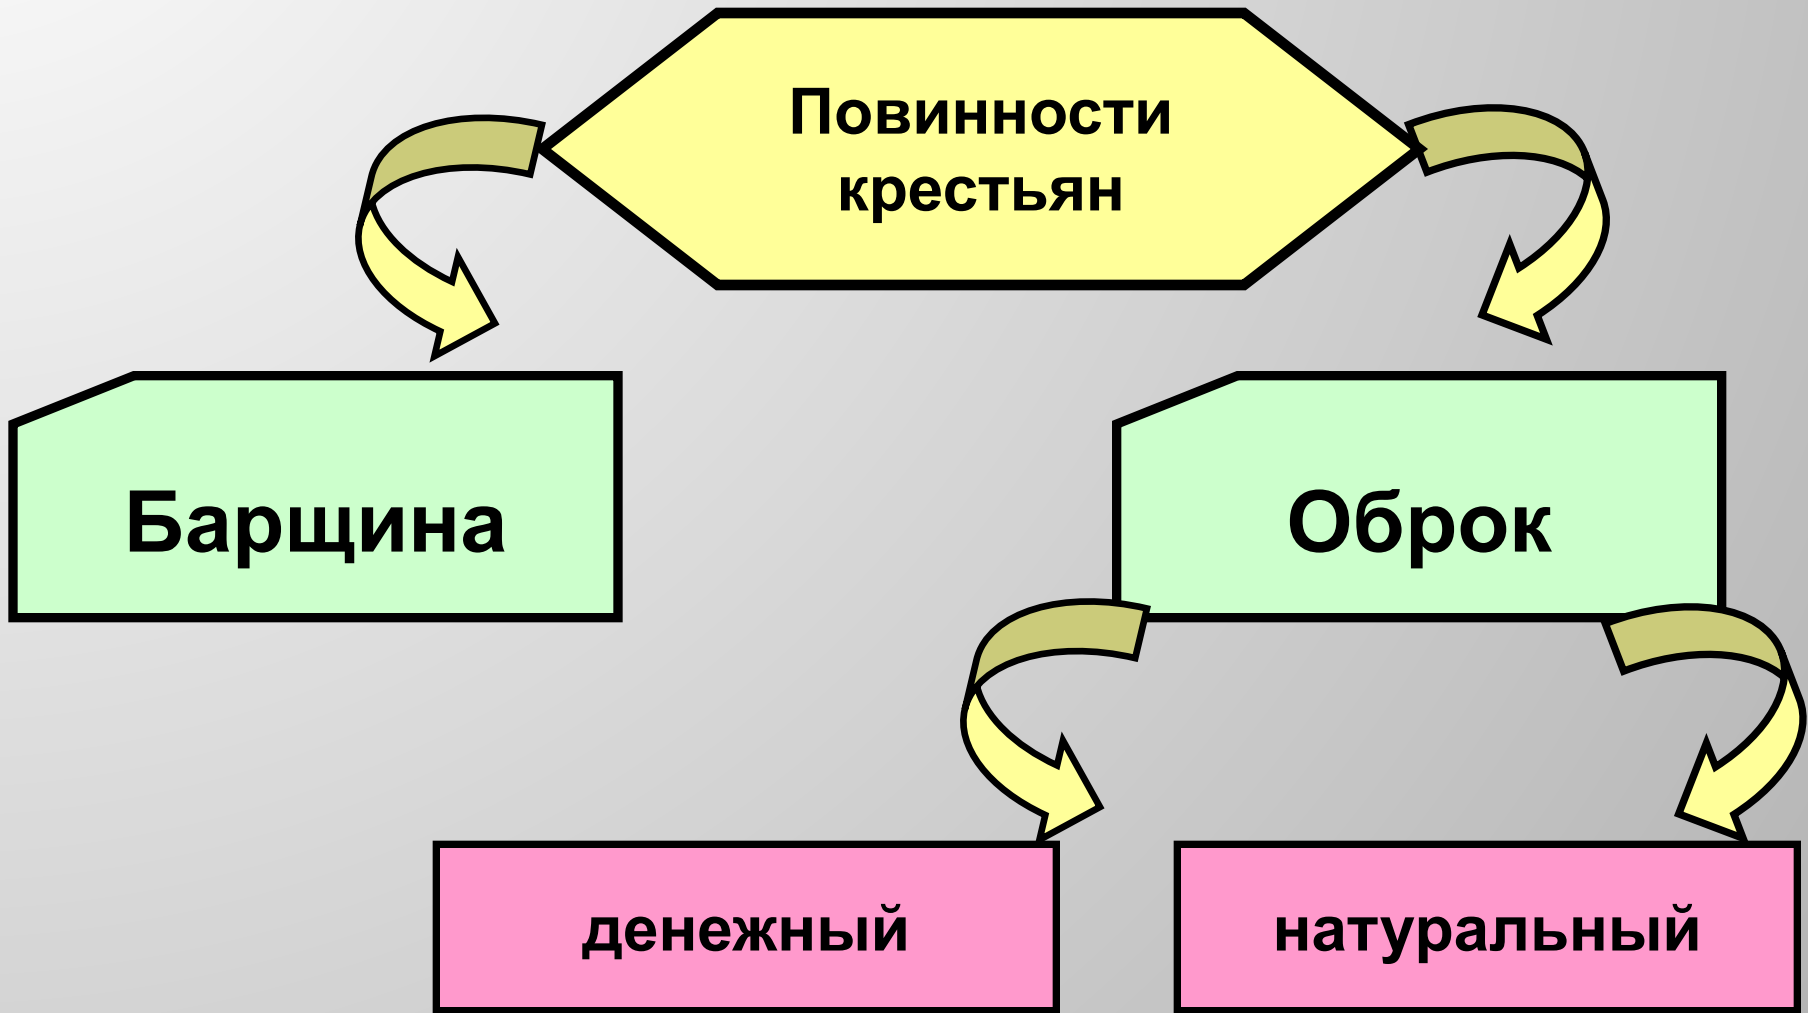 Повинности
крестьян
Барщина
Оброк
денежный
натуральный